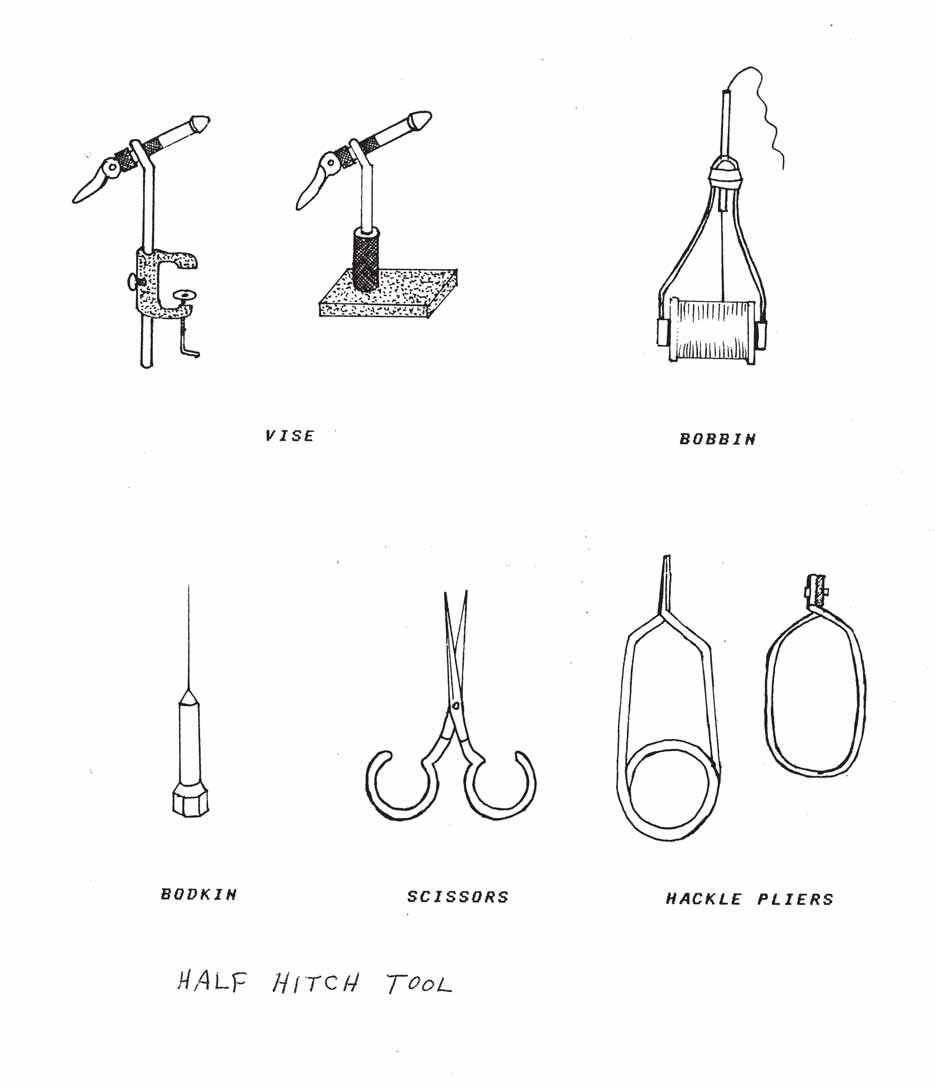 VISE
BOBBIN
BODKIN
SCISSORS
HACKLE PLIERS
HALF HITCH TOOL